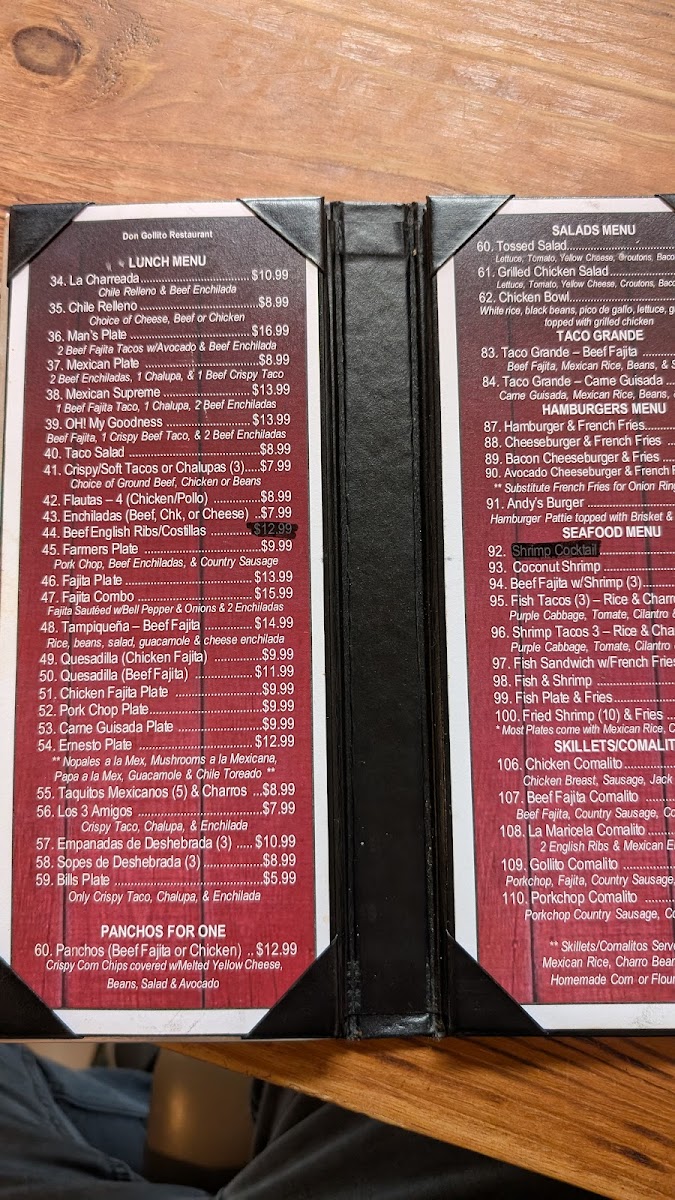 Don Gollito Restaurant
LUNCH MENU
34. La Charreada..............................$10.99
Chile Relleno & Beef Enchilada
35. Chile Relleno ..............................$8.99
Choice of Cheese, Beef or Chicken
36. Man's Plate ..............................$16.99
2 Beef Fajita Tacos w/Avocado & Beef Enchilada
37. Mexican Plate ..............................$8.99
2 Beef Enchiladas, 1 Chalupa, & 1 Beef Crispy Taco
38. Mexican Supreme ........................$13.99
1 Beef Fajita Taco, 1 Chalupa, 2 Beef Enchiladas
39. OH! My Goodness ........................$13.99
Beef Fajita, 1 Crispy Beef Taco, & 2 Beef Enchiladas
40. Taco Salad ..............................$8.99
41. Crispy/Soft Tacos or Chalupas (3)....$7.99
Choice of Ground Beef, Chicken or Beans
42. Flautas – 4 (Chicken/Pollo) ..............$8.99
43. Enchiladas (Beef, Chk, or Cheese) ..$7.99
44. Beef English Ribs/Costillas ..............$12.99
45. Farmers Plate ..............................$9.99
Pork Chop, Beef Enchiladas, & Country Sausage
46. Fajita Plate ..............................$13.99
47. Fajita Combo ..............................$15.99
Fajita Sautéed w/Bell Pepper & Onions & 2 Enchiladas
48. Tampiqueña – Beef Fajita ..............$14.99
Rice, beans, salad, guacamole & cheese enchilada
49. Quesadilla (Chicken Fajita) ..............$9.99
50. Quesadilla (Beef Fajita) ..............$11.99
51. Chicken Fajita Plate ......................$9.99
52. Pork Chop Plate..............................$9.99
53. Carne Guisada Plate ......................$9.99
54. Ernesto Plate ..............................$12.99
** Nopales a la Mex, Mushrooms a la Mexicana,
Papa a la Mex, Guacamole & Chile Toreado **
55. Taquitos Mexicanos (5) & Charros ...$8.99
56. Los 3 Amigos ..............................$7.99
Crispy Taco, Chalupa, & Enchilada
57. Empanadas de Deshebrada (3) .....$10.99
58. Sopes de Deshebrada (3) ..............$8.99
59. Bills Plate ..............................$5.99
Only Crispy Taco, Chalupa, & Enchilada
PANCHOS FOR ONE
60. Panchos (Beef Fajita or Chicken) ..$12.99
Crispy Corn Chips covered w/Melted Yellow Cheese,
Beans, Salad & Avocado
SALADS MENU
60. Tossed Salad..............................
Lettuce, Tomato, Yellow Cheese, Croutons,
61. Grilled Chicken Salad......................
Lettuce, Tomato, Yellow Cheese, Croutons,
62. Chicken Bowl..............................
White rice, black beans, pico de gallo, lettuce,
topped with grilled chicken
TACO GRANDE
83. Taco Grande – Beef Fajita ..........
Beef Fajita, Mexican Rice, Beans, &
84. Taco Grande – Carne Guisada ......
Carne Guisada, Mexican Rice, Beans,
HAMBURGERS MENU
87. Hamburger & French Fries..........
88. Cheeseburger & French Fries ......
89. Bacon Cheeseburger & Fries ......
90. Avocado Cheeseburger & French
** Substitute French Fries for Onion
91. Andy's Burger ..............................
Hamburger Pattie topped with Brisket &
SEAFOOD MENU
92. Shrimp Cocktail
93. Coconut Shrimp ......................
94. Beef Fajita w/Shrimp (3)..............
95. Fish Tacos (3) – Rice &
Purple Cabbage, Tomato, Cilantro
96. Shrimp Tacos 3 – Rice &
Purple Cabbage, Tomato, Cilantro
97. Fish Sandwich w/French Fries
98. Fish & Shrimp ......................
99. Fish Plate & Fries......................
100. Fried Shrimp (10) & Fries ...
* Most Plates come with Mexican Rice,
106. Chicken Comalito..............
Chicken Breast, Sausage, Jack
107. Beef Fajita Comalito ..........
Beef Fajita, Country Sausage,
108. La Maricela Comalito.......
2 English Ribs & Mexican
109. Gollito Comalito ..............
Porkchop, Fajita, Country Sausage,
110. Porkchop Comalito ..........
Porkchop Country Sausage,
** Skillets/Comalitos
Mexican Rice, Charro
Homemade Corn or